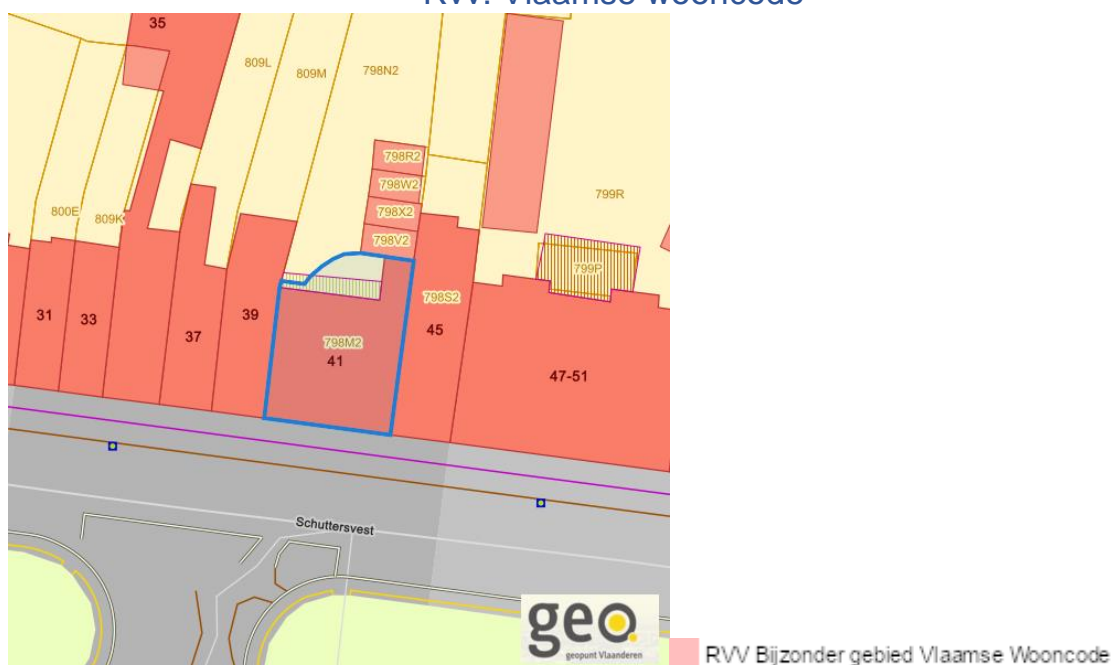 RVV: Vlaamse Wooncode
35
809L
809M
798N2
798R2
798W2
799R
800E
809K
798X2
798V2
799P
31
33
37
39
798M2
41
798S2
45
47-51
Schuttersvest
geo.
geopunt Vlaanderen
RVV Bijzonder gebied Vlaamse Wooncode